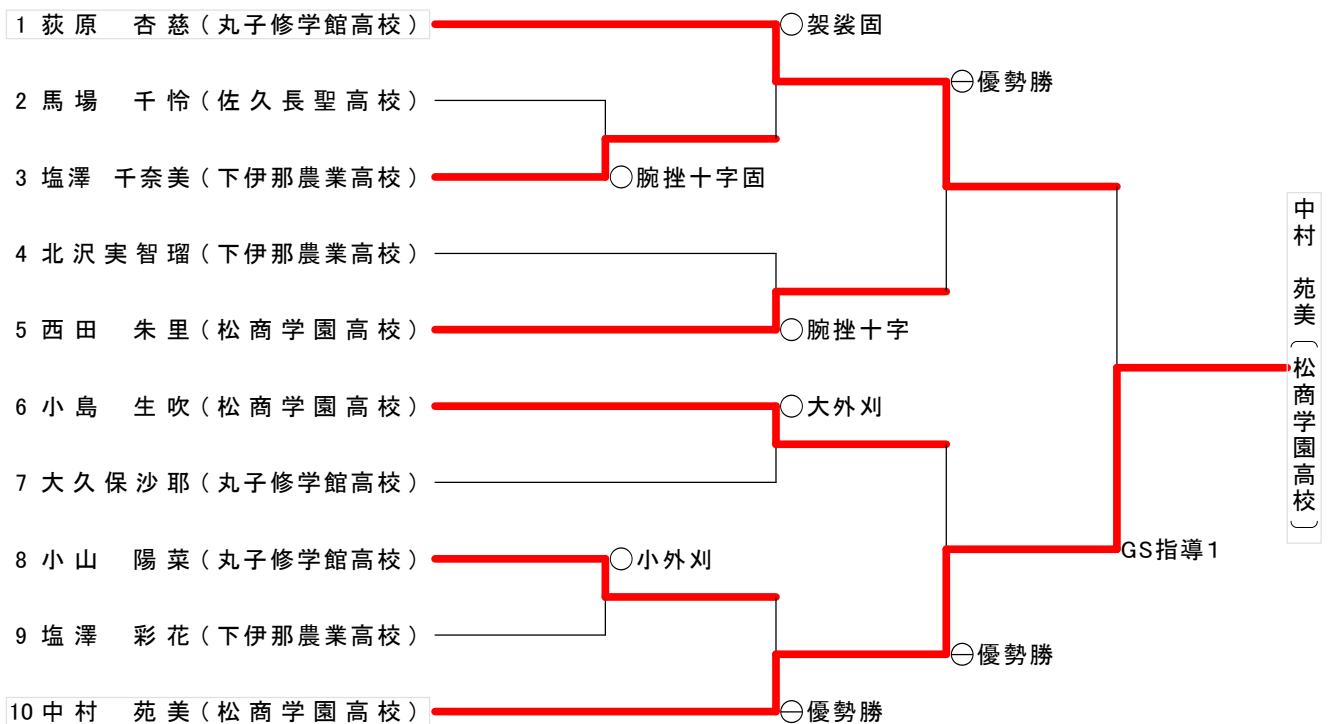 1 荻原 杏慈(丸子修学館高校)
○袈裟固
⊖優勢勝
2 馬場 千怜(佐久長聖高校)
3 塩澤 千奈美(下伊那農業高校)
○腕挫十字固
4 北沢実智瑠(下伊那農業高校)
5 西田 朱里(松商学園高校)
○腕挫十字
6 小島 生吹(松商学園高校)
○大外刈
7 大久保沙耶(丸子修学館高校)
8 小山 陽菜(丸子修学館高校)
○小外刈
GS指導1
9 塩澤 彩花(下伊那農業高校)
⊖優勢勝
10 中村 苑美(松商学園高校)
⊖優勢勝
中村 苑美(松商学園高校)